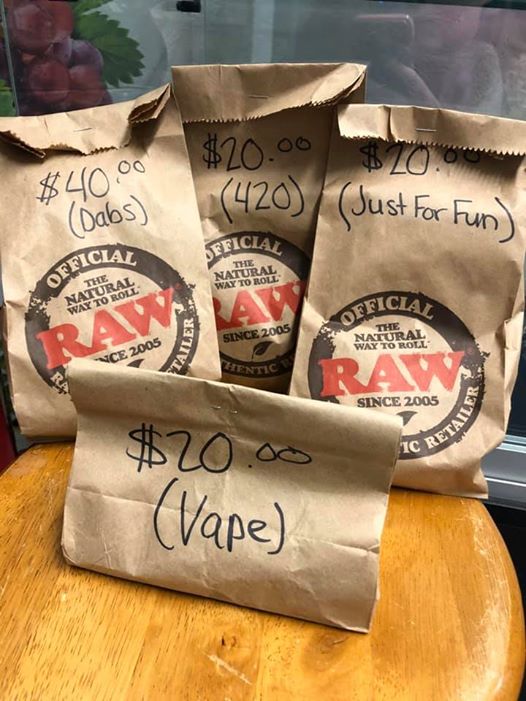 $40.00
(Dabs)
OFFICIAL
THE
NATURAL
WAY TO ROLL
RAW
SINCE 2005
$20.00
(420)
OFFICIAL
THE
NATURAL
WAY TO ROLL
RAW
SINCE 2005
$20.00
(Just For Fun)
OFFICIAL
THE
NATURAL
WAY TO ROLL
RAW
SINCE 2005
RETAILER
$20.00
(Vape)